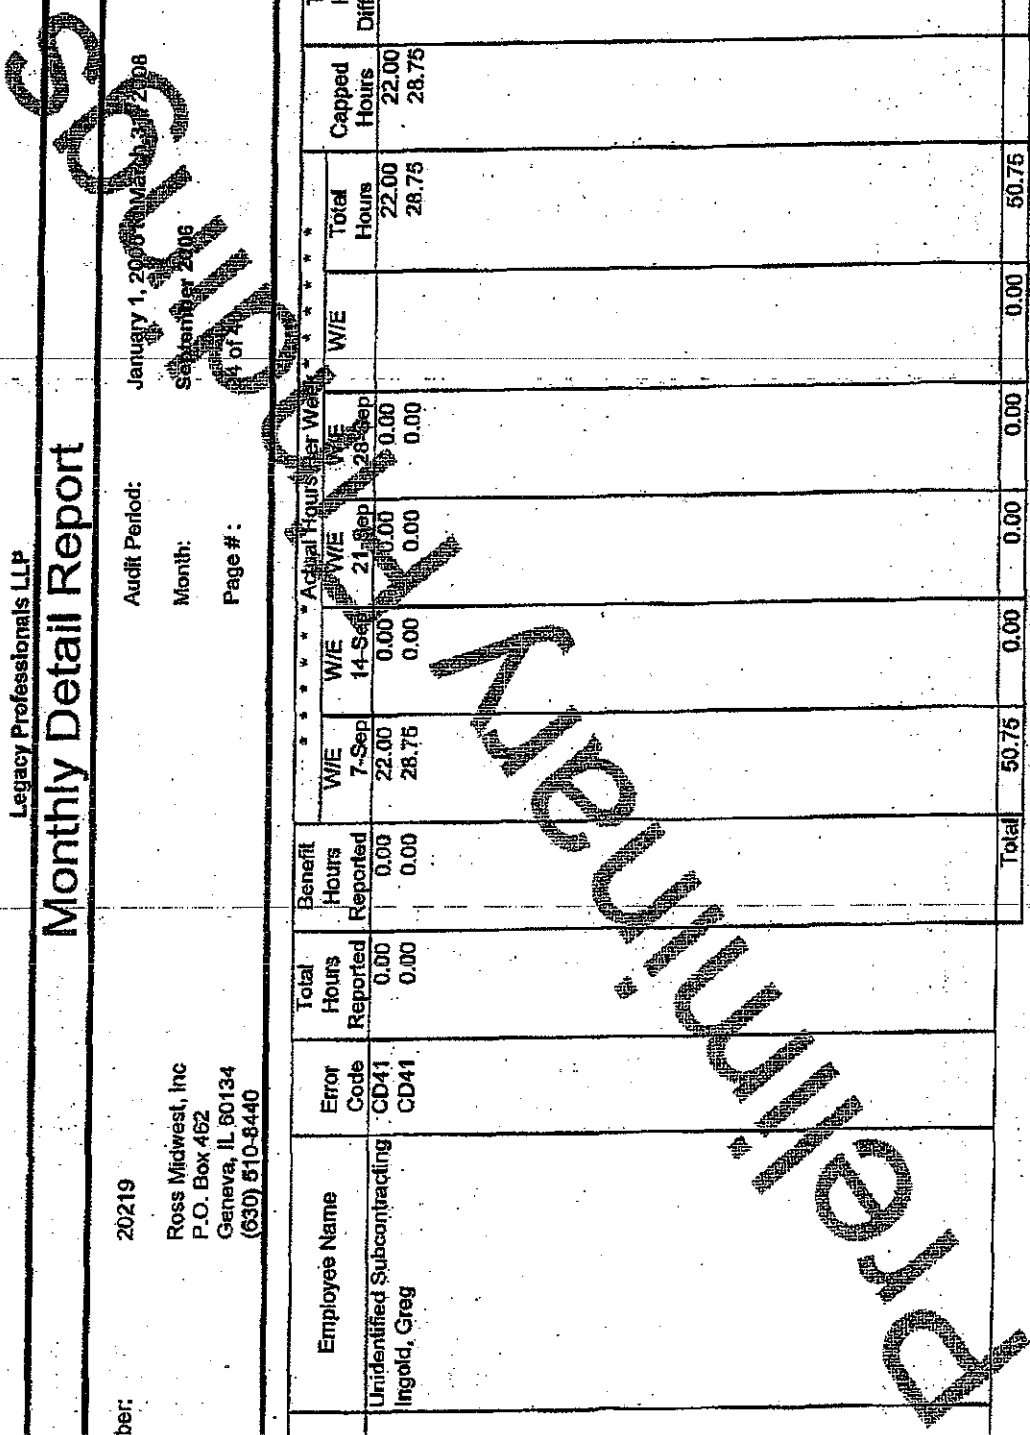 Legacy Professionals LLP
Monthly Detail Report
ber: 20219 Audit Period: January 1, 2006 to March 31, 2008
Ross Midwest, Inc Month: September 2006
P.O. Box 462
Geneva, IL 60134 Page # : of 40
(630) 510-8440
* * * * * * * Actual Hours Per Week * * * * * * *
Employee Name Error Code Total Hours Reported Benefit Hours Reported W/E 7-Sep W/E 14-Sep W/E 21-Sep W/E 28-Sep W/E Total Hours Capped Hours Diff
Unidentified Subcontracting CD41 0.00 0.00 22.00 0.00 0.00 0.00 22.00 22.00
Ingold, Greg CD41 0.00 0.00 28.75 0.00 0.00 0.00 28.75 28.75
Total 50.75 0.00 0.00 0.00 0.00 50.75
Preliminary Findings